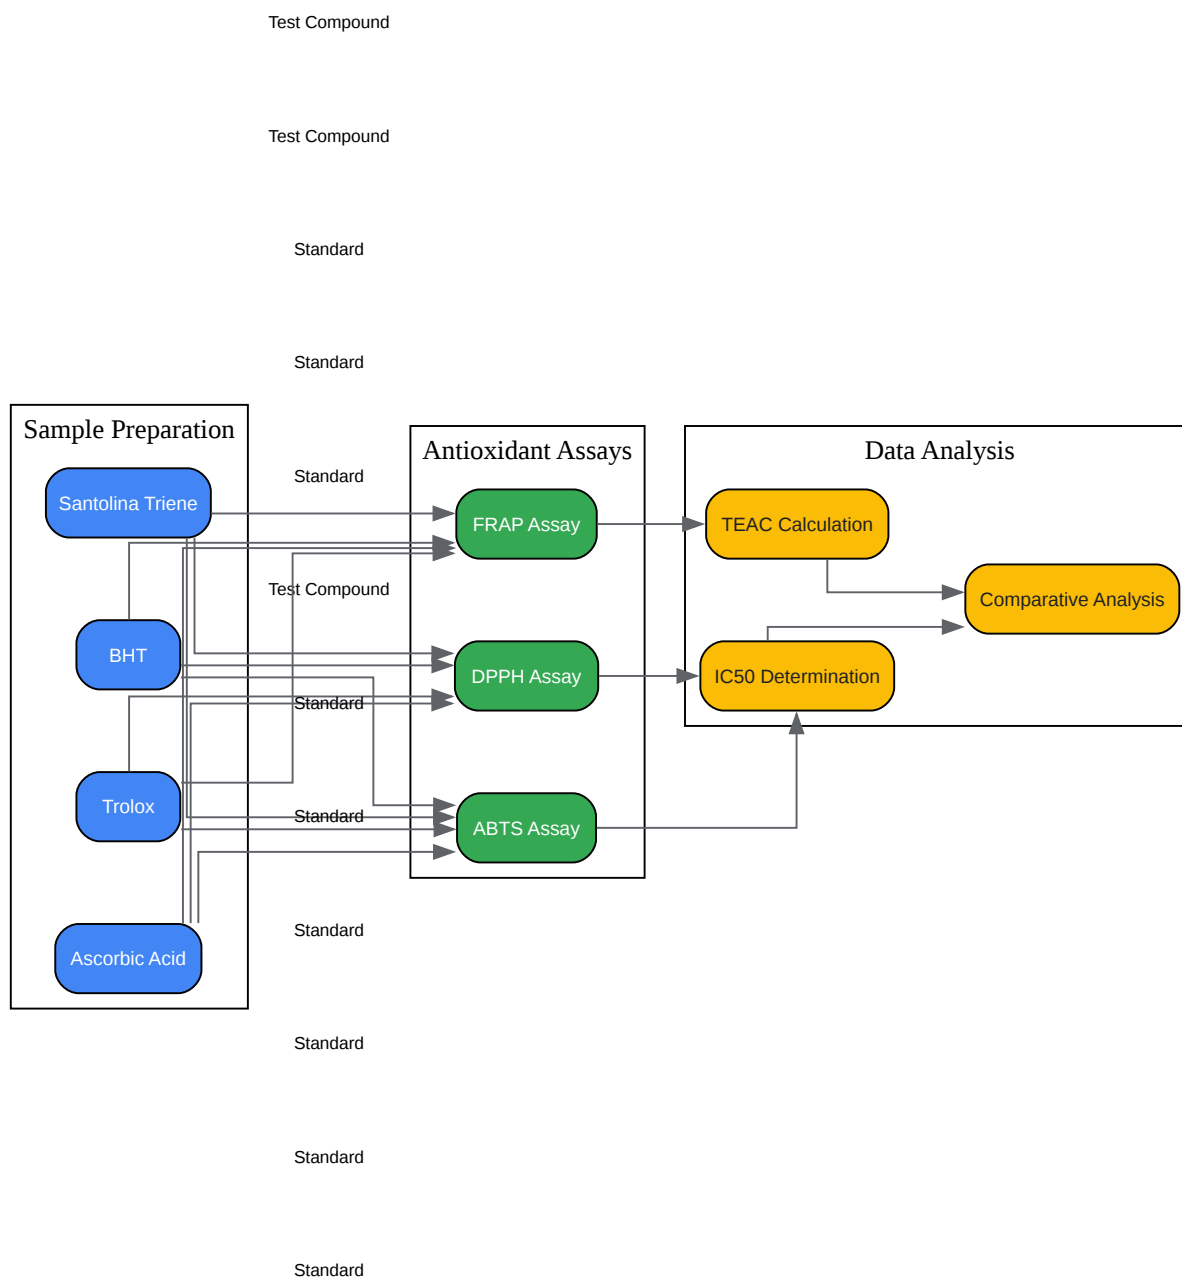 Test Compound
Test Compound
Standard
Standard
Sample Preparation
Santolina Triene
BHT
Trolox
Ascorbic Acid
Standard
Test Compound
Standard
Standard
Standard
Standard
Standard
Standard
Antioxidant Assays
FRAP Assay
DPPH Assay
ABTS Assay
Data Analysis
TEAC Calculation
Comparative Analysis
IC50 Determination